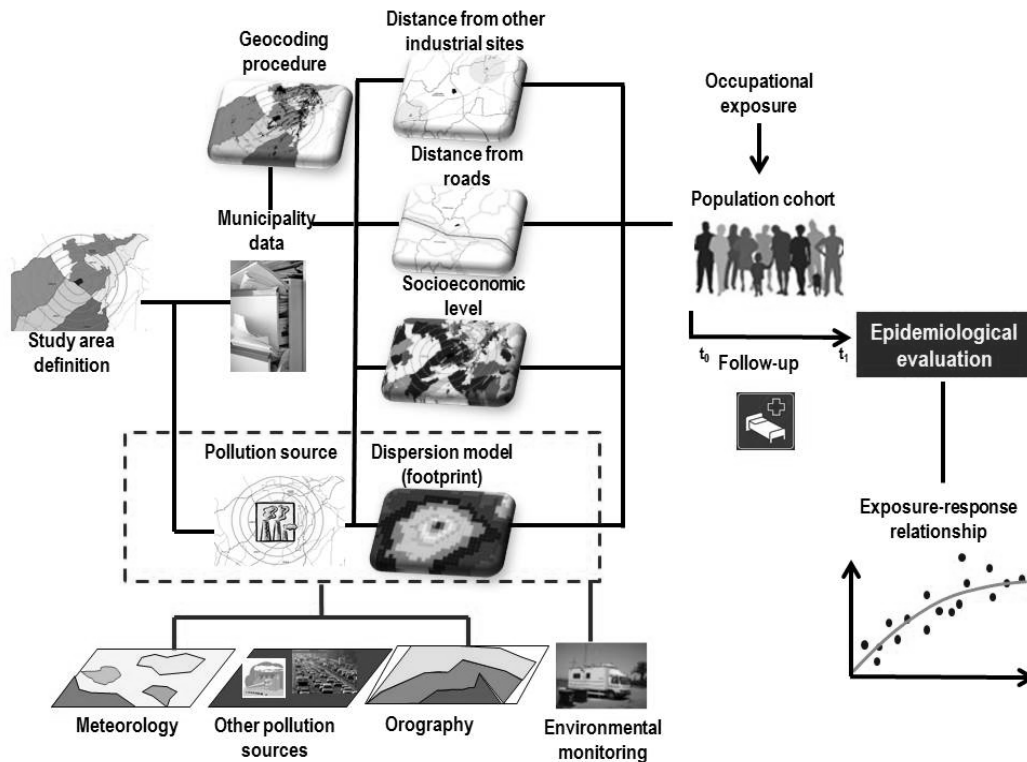 Geocoding
procedure
Distance from other
industrial sites
Occupational
exposure
Distance from
roads
Municipality
data
Population cohort
Study area
definition
Socioeconomic
level
t0
t1
Follow-up
Epidemiological
evaluation
Pollution source
Dispersion model
(footprint)
Exposure-response
relationship
Meteorology
Other pollution
sources
Orography
Environmental
monitoring